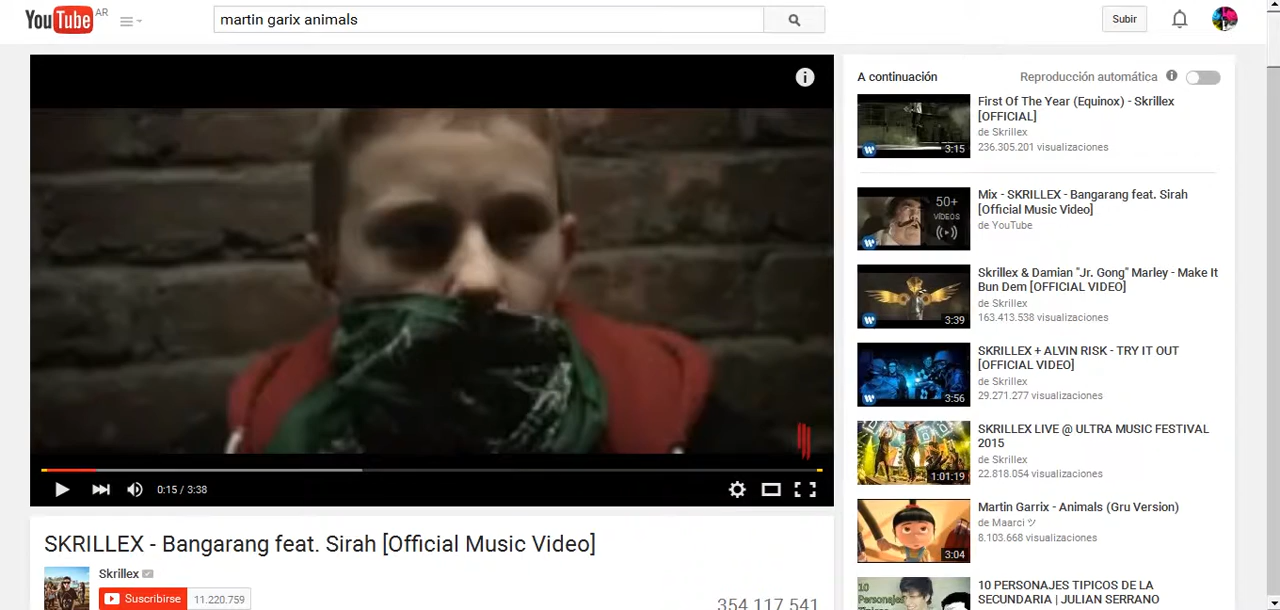 YouTube AR
martin garix animals
Subir
0:15 / 3:38
SKRILLEX - Bangarang feat. Sirah [Official Music Video]
Skrillex
Suscribirse 11.220.759
354.117.541
A continuación
Reproducción automática
3:15
First Of The Year (Equinox) - Skrillex
[OFFICIAL]
de Skrillex
236.305.201 visualizaciones
50+
VÍDEOS
Mix - SKRILLEX - Bangarang feat. Sirah
[Official Music Video]
de YouTube
3:39
Skrillex & Damian "Jr. Gong" Marley - Make It
Bun Dem [OFFICIAL VIDEO]
de Skrillex
163.413.538 visualizaciones
3:56
SKRILLEX + ALVIN RISK - TRY IT OUT
[OFFICIAL VIDEO]
de Skrillex
29.271.277 visualizaciones
1:01:19
SKRILLEX LIVE @ ULTRA MUSIC FESTIVAL
2015
de Skrillex
22.818.054 visualizaciones
3:04
Martin Garrix - Animals (Gru Version)
de Maarci ツ
8.103.668 visualizaciones
10
Personajes
10 PERSONAJES TIPICOS DE LA
SECUNDARIA | JULIAN SERRANO